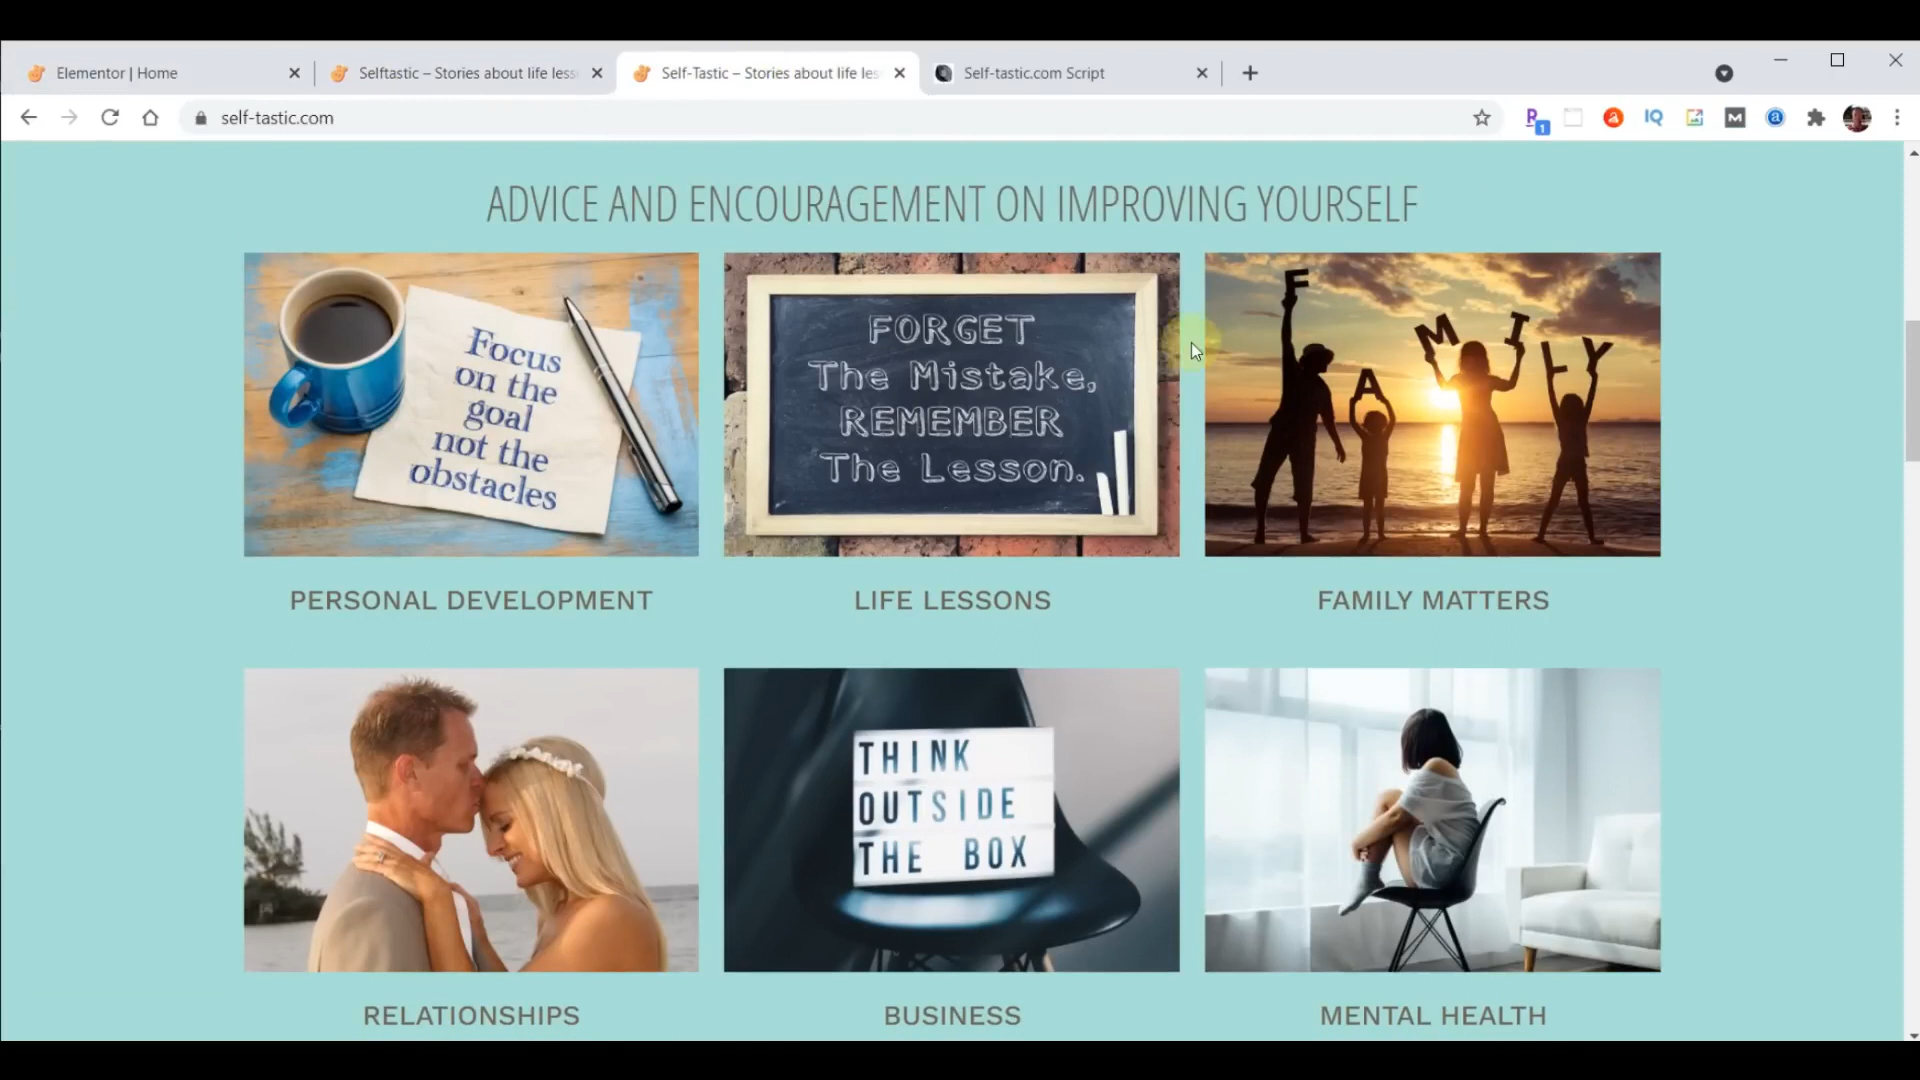 Elementor | Home
Selftastic – Stories about life less
Self-Tastic – Stories about life les
Self-tastic.com Script
self-tastic.com
1
IQ
M
a
ADVICE AND ENCOURAGEMENT ON IMPROVING YOURSELF
Focus
on the
goal
not the
obstacles
FORGET
The Mistake,
REMEMBER
The Lesson.
F A M I L Y
PERSONAL DEVELOPMENT
LIFE LESSONS
FAMILY MATTERS
THINK
OUTSIDE
THE BOX
RELATIONSHIPS
BUSINESS
MENTAL HEALTH